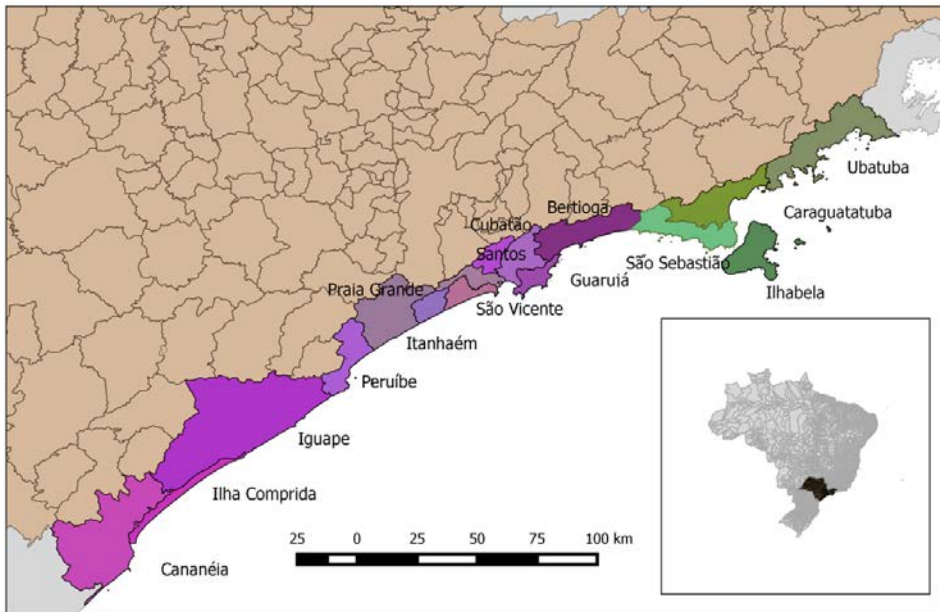 Ubatuba
Caraguatatuba
Bertioga
Cubatão
Santos
São Sebastião
Guaruiá
Ilhabela
Praia Grande
São Vicente
Itanhaém
Peruíbe
Iguape
Ilha Comprida
Cananéia
25 0 25 50 75 100 km